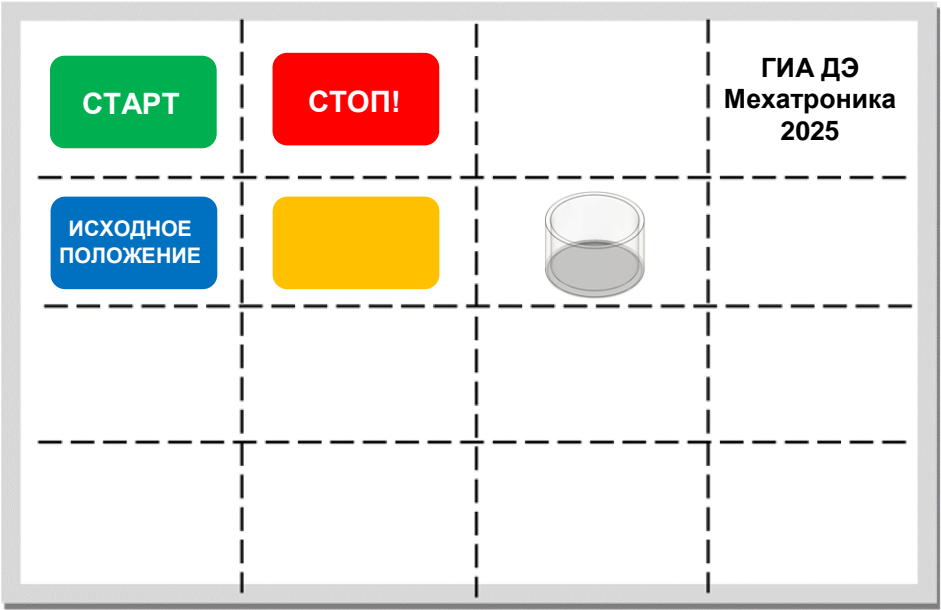 СТАРТ
СТОП!
ГИА ДЭ
Мехатроника
2025
ИСХОДНОЕ
ПОЛОЖЕНИЕ